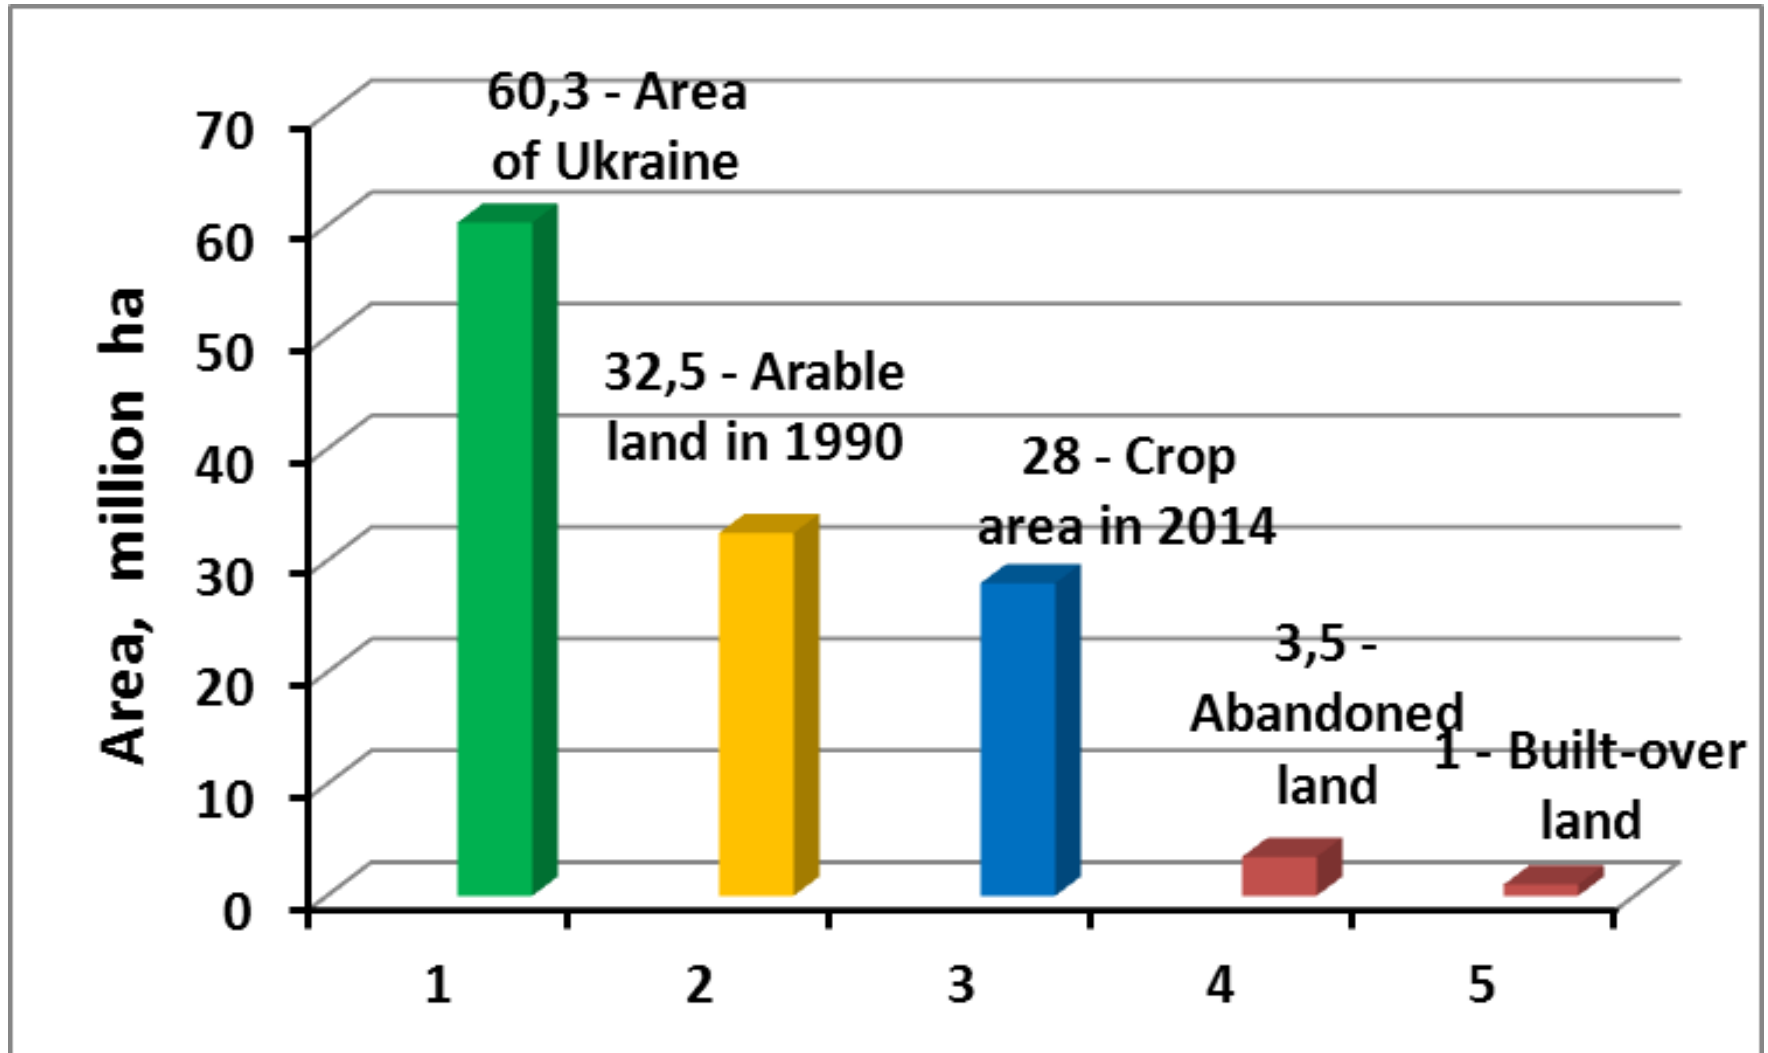 60,3 - Area
of Ukraine
32,5 - Arable
land in 1990
28 - Crop
area in 2014
3,5 -
Abandoned
land
1 - Built-over
land
Area, million ha
70
60
50
40
30
20
10
0
1
2
3
4
5